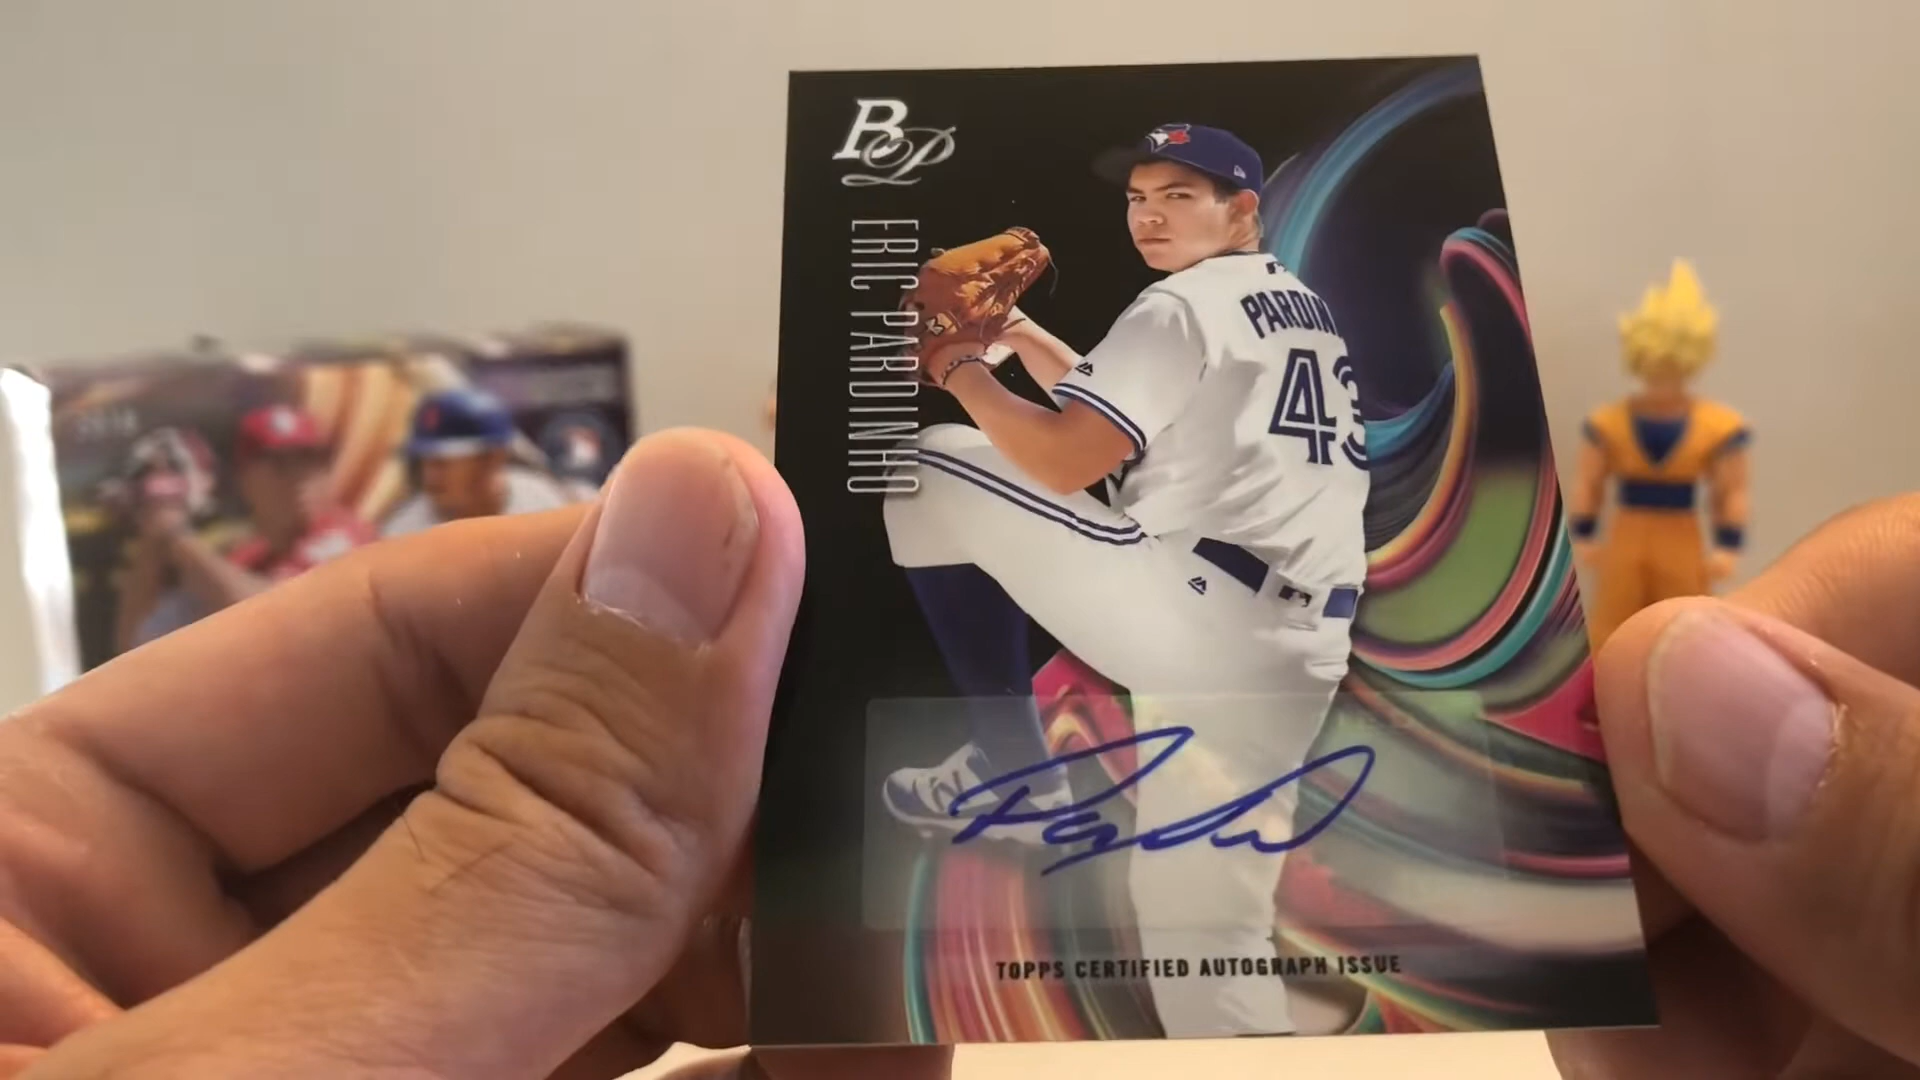 BP
ERIC PARDINHO
PARDIN
43
TOPPS CERTIFIED AUTOGRAPH ISSUE